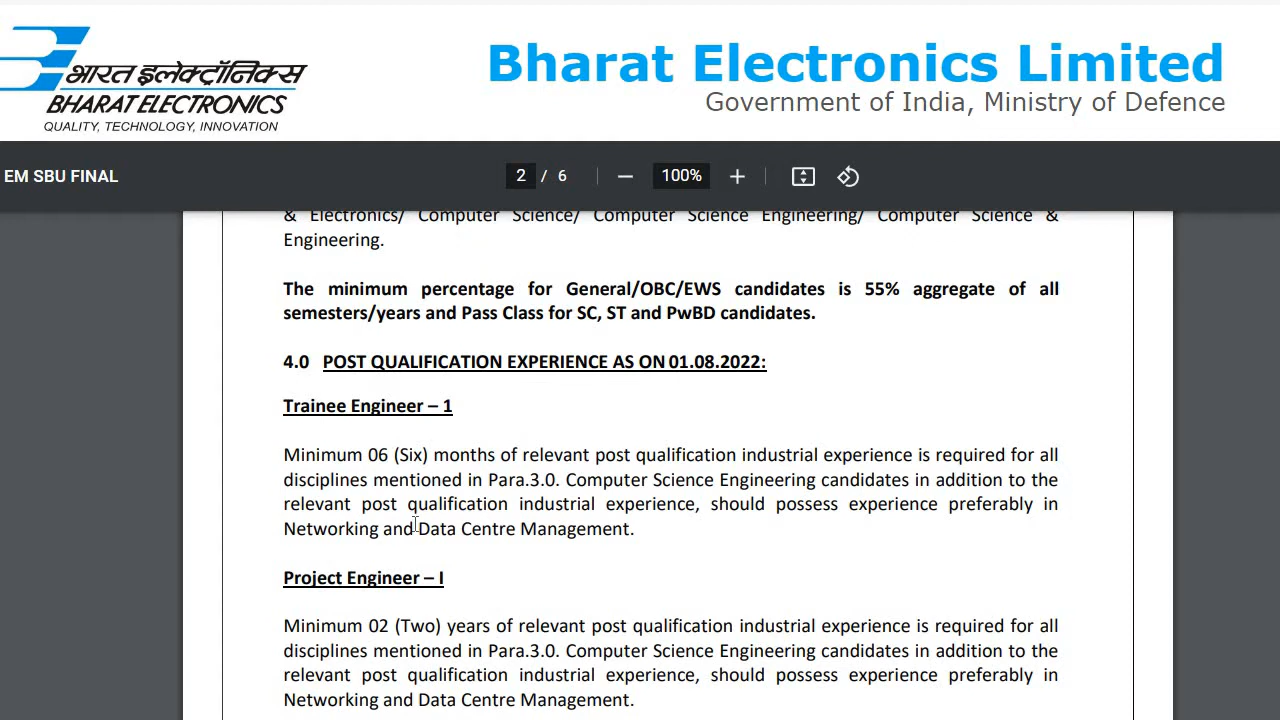 भारत इलेक्ट्रॉनिक्स
BHARAT ELECTRONICS
QUALITY, TECHNOLOGY, INNOVATION
Bharat Electronics Limited
Government of India, Ministry of Defence
EM SBU FINAL
2 / 6
100%
& Electronics/ Computer Science/ Computer Science Engineering/ Computer Science &
Engineering.
The minimum percentage for General/OBC/EWS candidates is 55% aggregate of all
semesters/years and Pass Class for SC, ST and PwBD candidates.
4.0 POST QUALIFICATION EXPERIENCE AS ON 01.08.2022:
Trainee Engineer – 1
Minimum 06 (Six) months of relevant post qualification industrial experience is required for all
disciplines mentioned in Para.3.0. Computer Science Engineering candidates in addition to the
relevant post qualification industrial experience, should possess experience preferably in
Networking and Data Centre Management.
Project Engineer – I
Minimum 02 (Two) years of relevant post qualification industrial experience is required for all
disciplines mentioned in Para.3.0. Computer Science Engineering candidates in addition to the
relevant post qualification industrial experience, should possess experience preferably in
Networking and Data Centre Management.